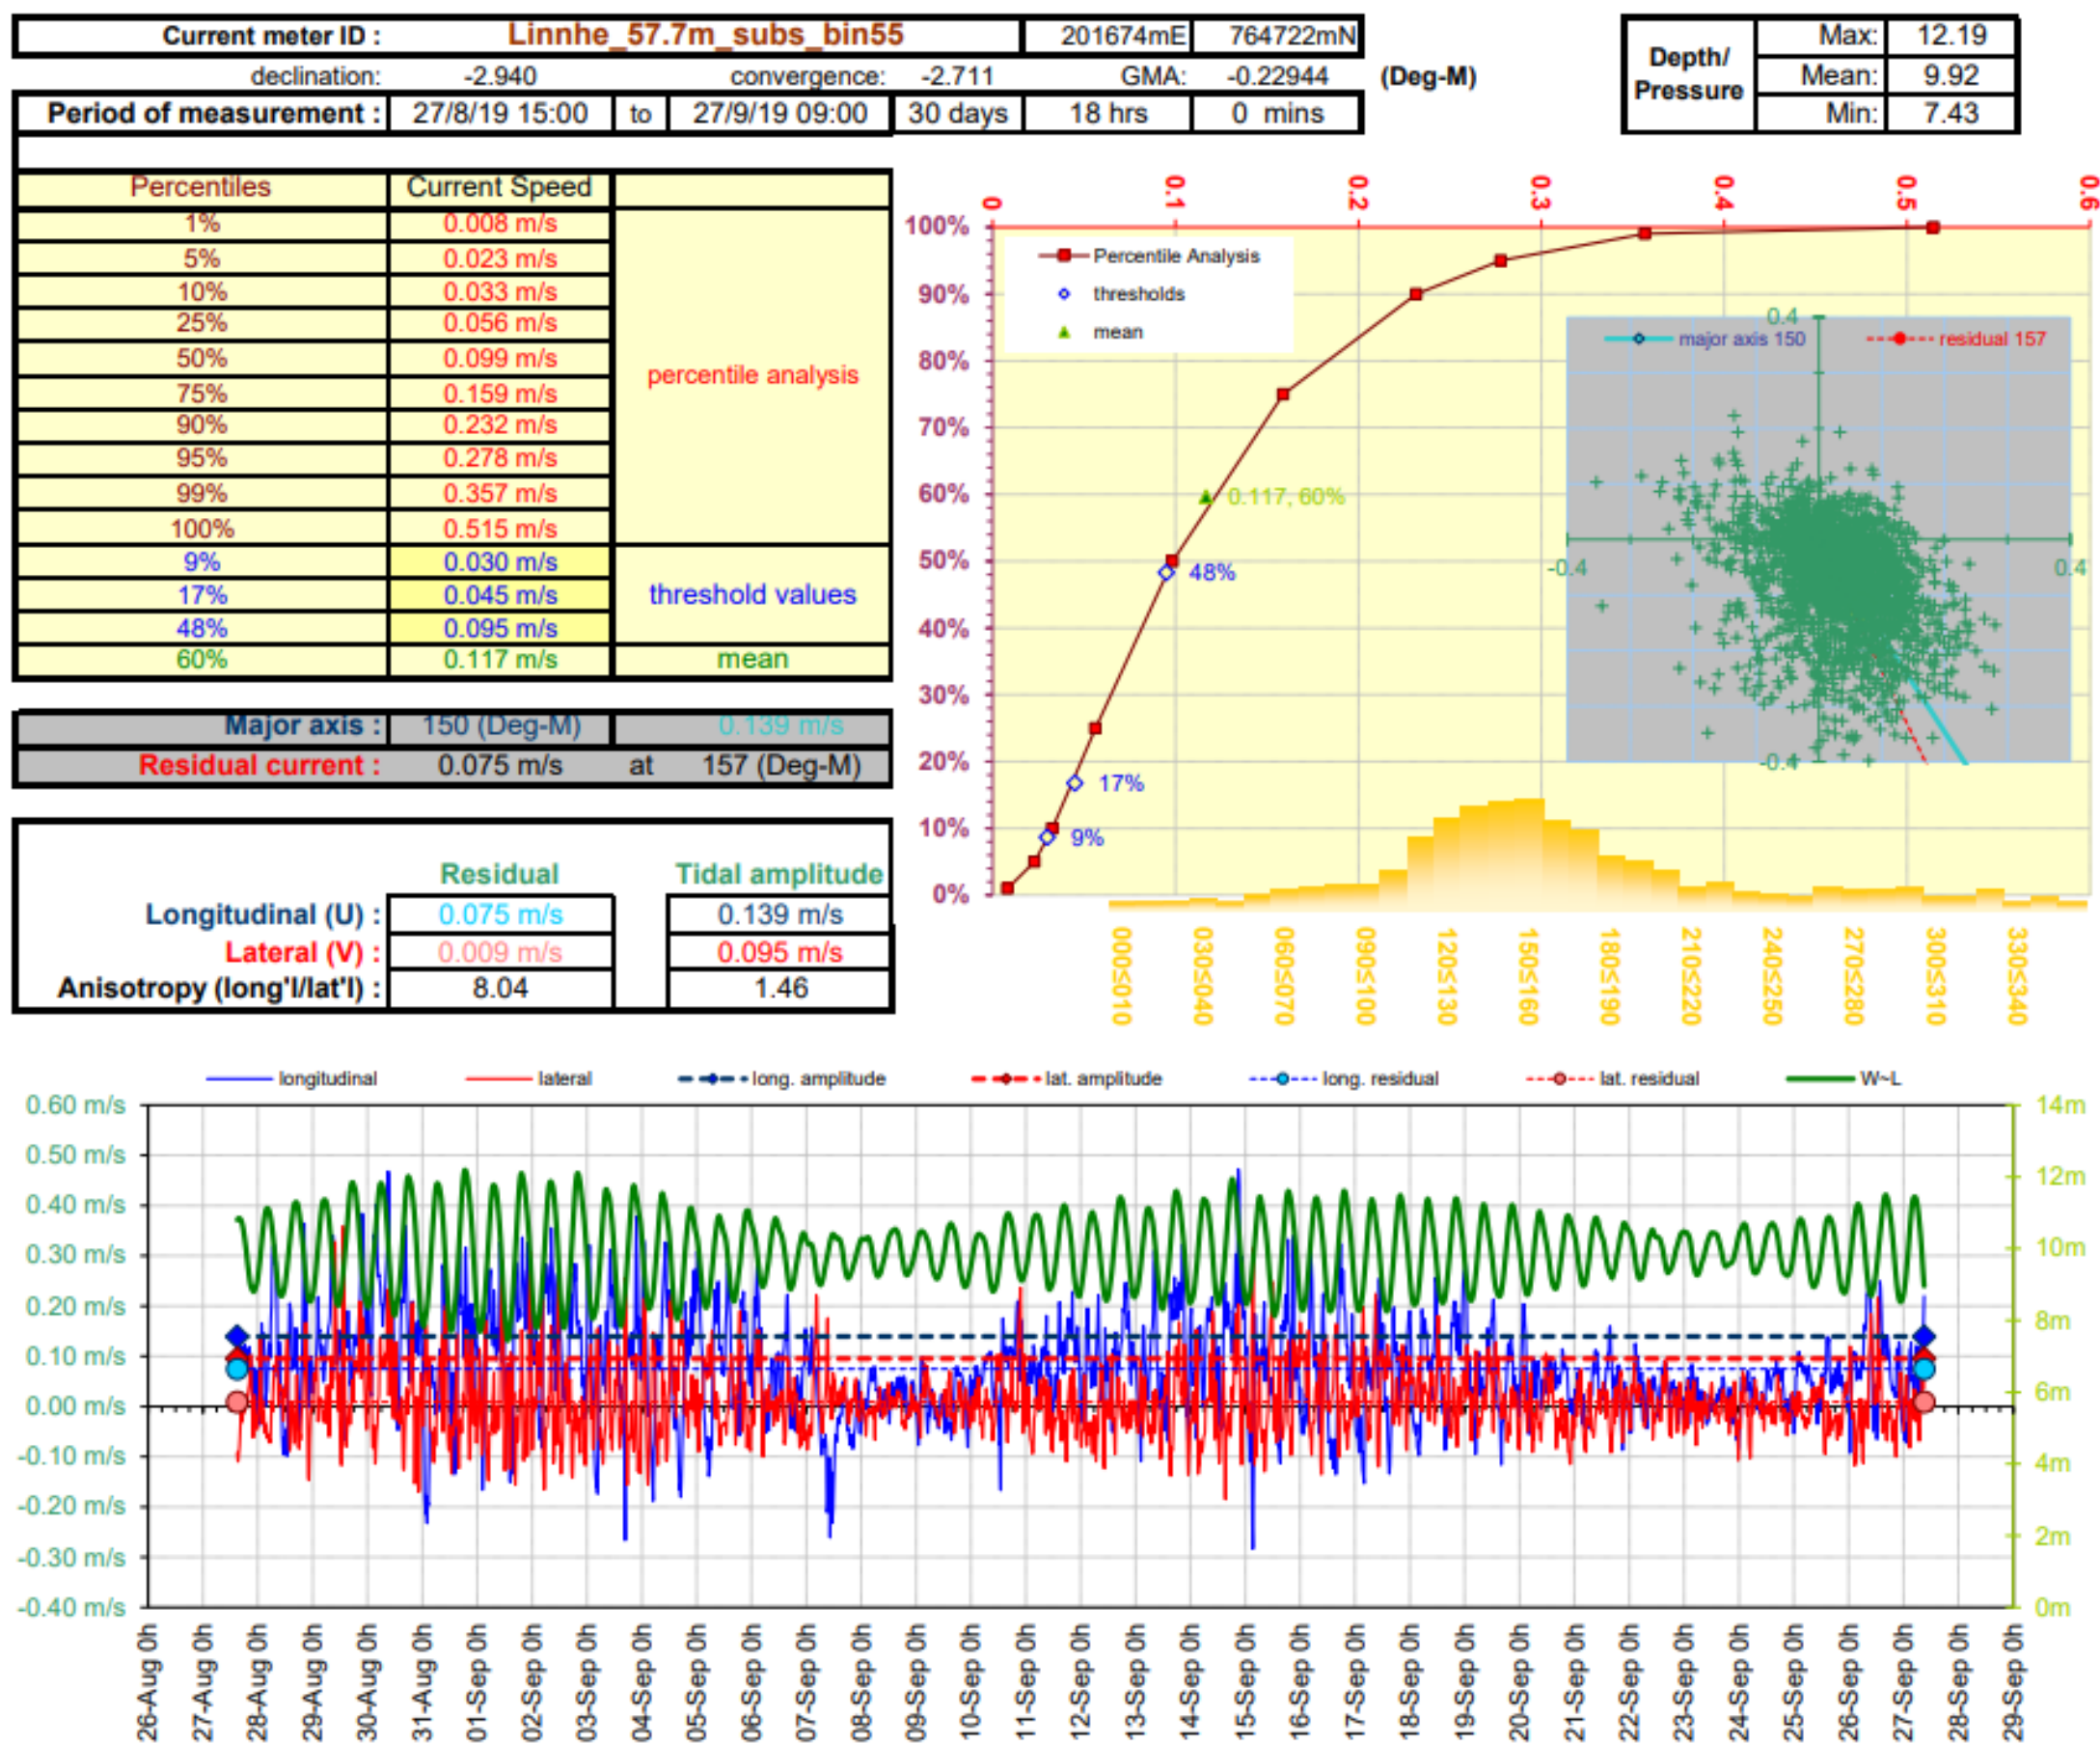 Current meter ID : Linnhe_57.7m_subs_bin55 201674mE 764722mN
declination: -2.940 convergence: -2.711 GMA: -0.22944 (Deg-M)
Period of measurement : 27/8/19 15:00 to 27/9/19 09:00 30 days 18 hrs 0 mins
Depth/ Pressure
Max: 12.19
Mean: 9.92
Min: 7.43
Percentiles Current Speed
1% 0.008 m/s
5% 0.023 m/s
10% 0.033 m/s
25% 0.056 m/s
50% 0.099 m/s
75% 0.159 m/s
90% 0.232 m/s
95% 0.278 m/s
99% 0.357 m/s
100% 0.515 m/s
percentile analysis
9% 0.030 m/s
17% 0.045 m/s
48% 0.095 m/s
threshold values
60% 0.117 m/s mean
Major axis : 150 (Deg-M) 0.139 m/s
Residual current : 0.075 m/s at 157 (Deg-M)
Residual Tidal amplitude
Longitudinal (U) : 0.075 m/s 0.139 m/s
Lateral (V) : 0.009 m/s 0.095 m/s
Anisotropy (long'l/lat'l) : 8.04 1.46
0 0.1 0.2 0.3 0.4 0.5 0.6
100%
90%
80%
70%
60%
50%
40%
30%
20%
10%
0%
Percentile Analysis
thresholds
mean
0.117, 60%
48%
17%
9%
0.4
major axis 150 residual 157
-0.4 0.4
-0.4
000≤010 030≤040 060≤070 090≤100 120≤130 150≤160 180≤190 210≤220 240≤250 270≤280 300≤310 330≤340
longitudinal lateral long. amplitude lat. amplitude long. residual lat. residual W~L
0.60 m/s
0.50 m/s
0.40 m/s
0.30 m/s
0.20 m/s
0.10 m/s
0.00 m/s
-0.10 m/s
-0.20 m/s
-0.30 m/s
-0.40 m/s
14m
12m
10m
8m
6m
4m
2m
0m
26-Aug 0h
27-Aug 0h
28-Aug 0h
29-Aug 0h
30-Aug 0h
31-Aug 0h
01-Sep 0h
02-Sep 0h
03-Sep 0h
04-Sep 0h
05-Sep 0h
06-Sep 0h
07-Sep 0h
08-Sep 0h
09-Sep 0h
10-Sep 0h
11-Sep 0h
12-Sep 0h
13-Sep 0h
14-Sep 0h
15-Sep 0h
16-Sep 0h
17-Sep 0h
18-Sep 0h
19-Sep 0h
20-Sep 0h
21-Sep 0h
22-Sep 0h
23-Sep 0h
24-Sep 0h
25-Sep 0h
26-Sep 0h
27-Sep 0h
28-Sep 0h
29-Sep 0h